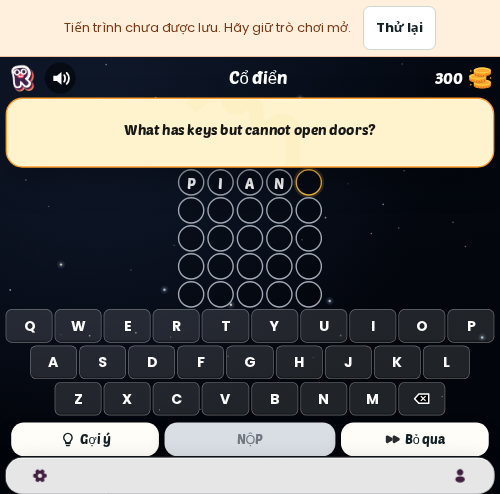 Tiến trình chưa được lưu. Hãy giữ trò chơi mở. Thử lại
Cổ điển 300
What has keys but cannot open doors?
P I A N
Q W E R T Y U I O P
A S D F G H J K L
Z X C V B N M
Gợi ý NỘP Bỏ qua